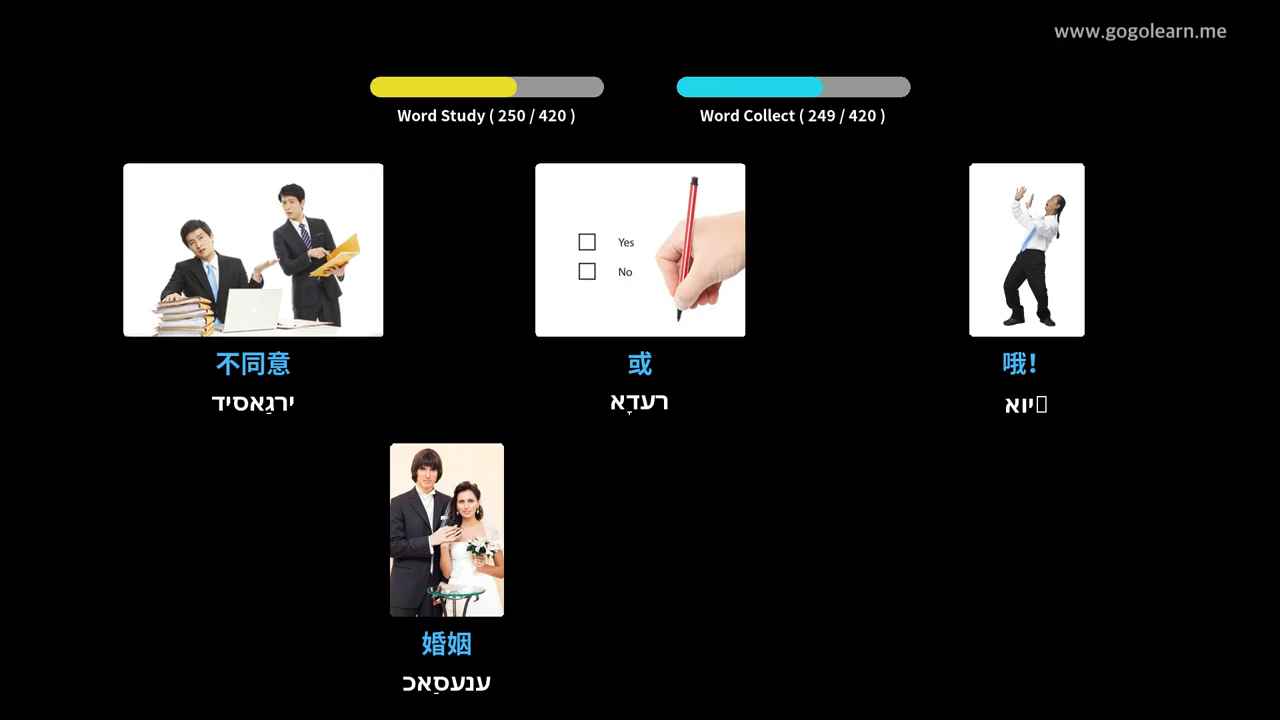 www.gogolearn.me
Word Study ( 250 / 420 )
Word Collect ( 249 / 420 )
Yes
No
不同意
ירגַאסיד
或
רעדָא
哦!
יוא
婚姻
ענעסַאכ